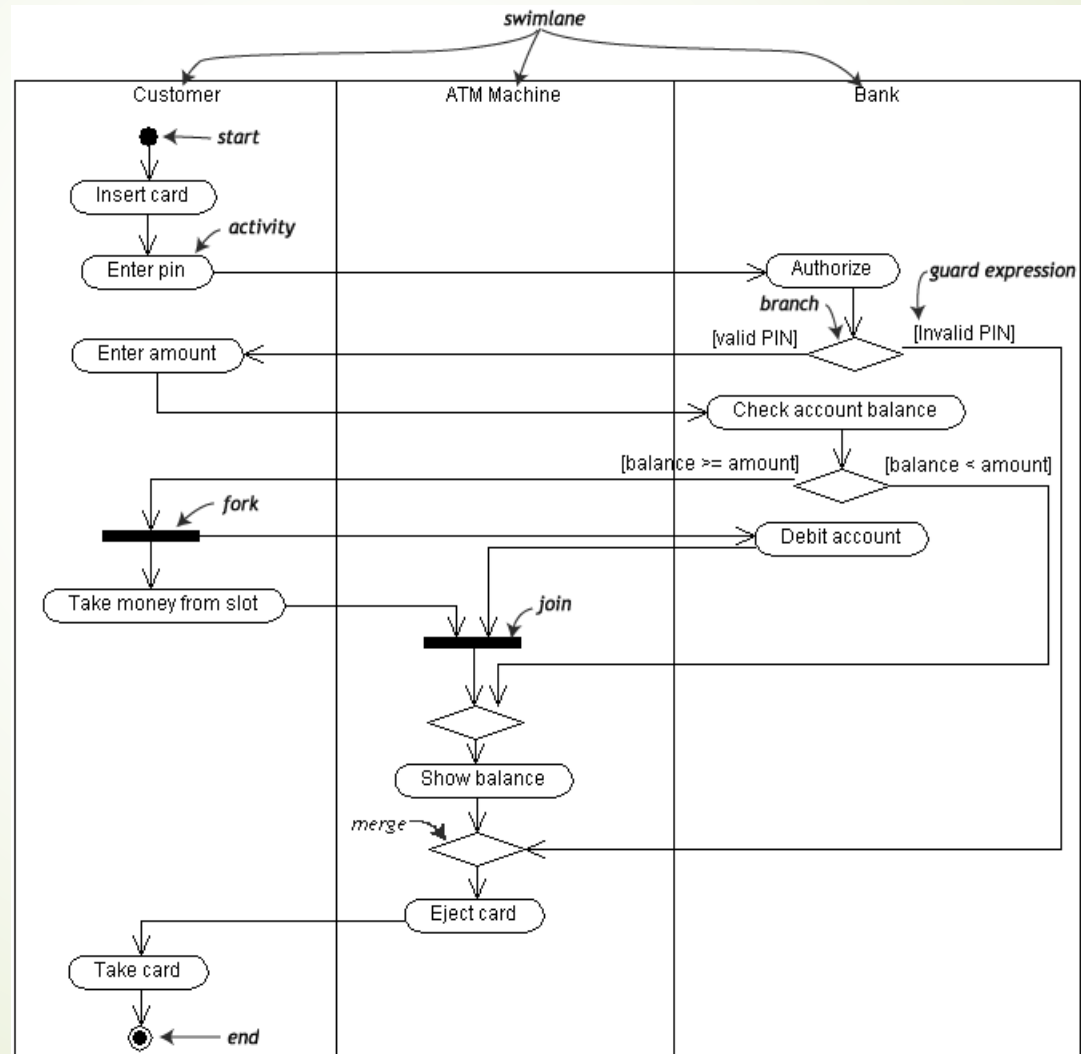 swimlane
Customer
ATM Machine
Bank
start
Insert card
activity
Enter pin
Authorize
guard expression
branch
[valid PIN]
[Invalid PIN]
Enter amount
Check account balance
[balance >= amount]
[balance < amount]
fork
Debit account
Take money from slot
join
Show balance
merge
Eject card
Take card
end